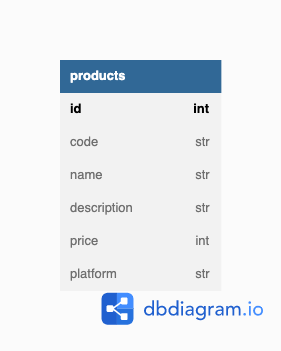 products
id int
code str
name str
description str
price int
platform str
dbdiagram.io